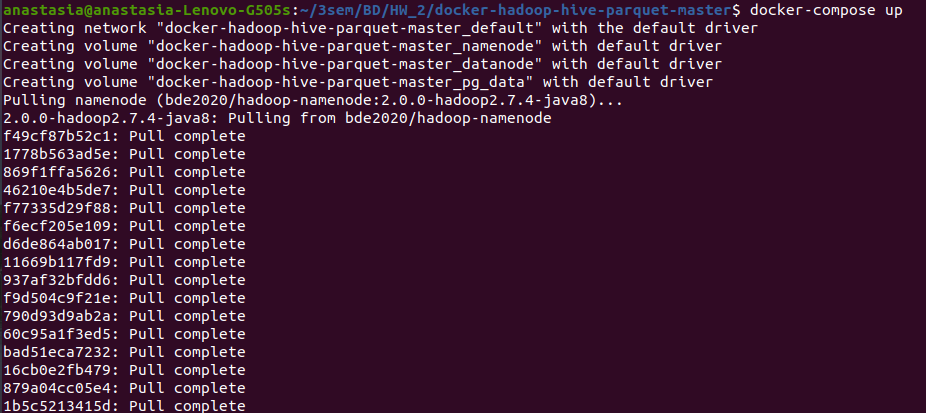 anastasia@anastasia-Lenovo-G505s:~/3sem/BD/HW_2/docker-hadoop-hive-parquet-master$ docker-compose up
Creating network "docker-hadoop-hive-parquet-master_default" with the default driver
Creating volume "docker-hadoop-hive-parquet-master_namenode" with default driver
Creating volume "docker-hadoop-hive-parquet-master_datanode" with default driver
Creating volume "docker-hadoop-hive-parquet-master_pg_data" with default driver
Pulling namenode (bde2020/hadoop-namenode:2.0.0-hadoop2.7.4-java8)...
2.0.0-hadoop2.7.4-java8: Pulling from bde2020/hadoop-namenode
f49cf87b52c1: Pull complete
1778b563ad5e: Pull complete
869f1ffa5626: Pull complete
46210e4b5de7: Pull complete
f77335d29f88: Pull complete
f6ecf205e109: Pull complete
d6de864ab017: Pull complete
11669b117fd9: Pull complete
937af32bfdd6: Pull complete
f9d504c9f21e: Pull complete
790d93d9ab2a: Pull complete
60c95a1f3ed5: Pull complete
bad51eca7232: Pull complete
16cb0e2fb479: Pull complete
879a04cc05e4: Pull complete
1b5c5213415d: Pull complete